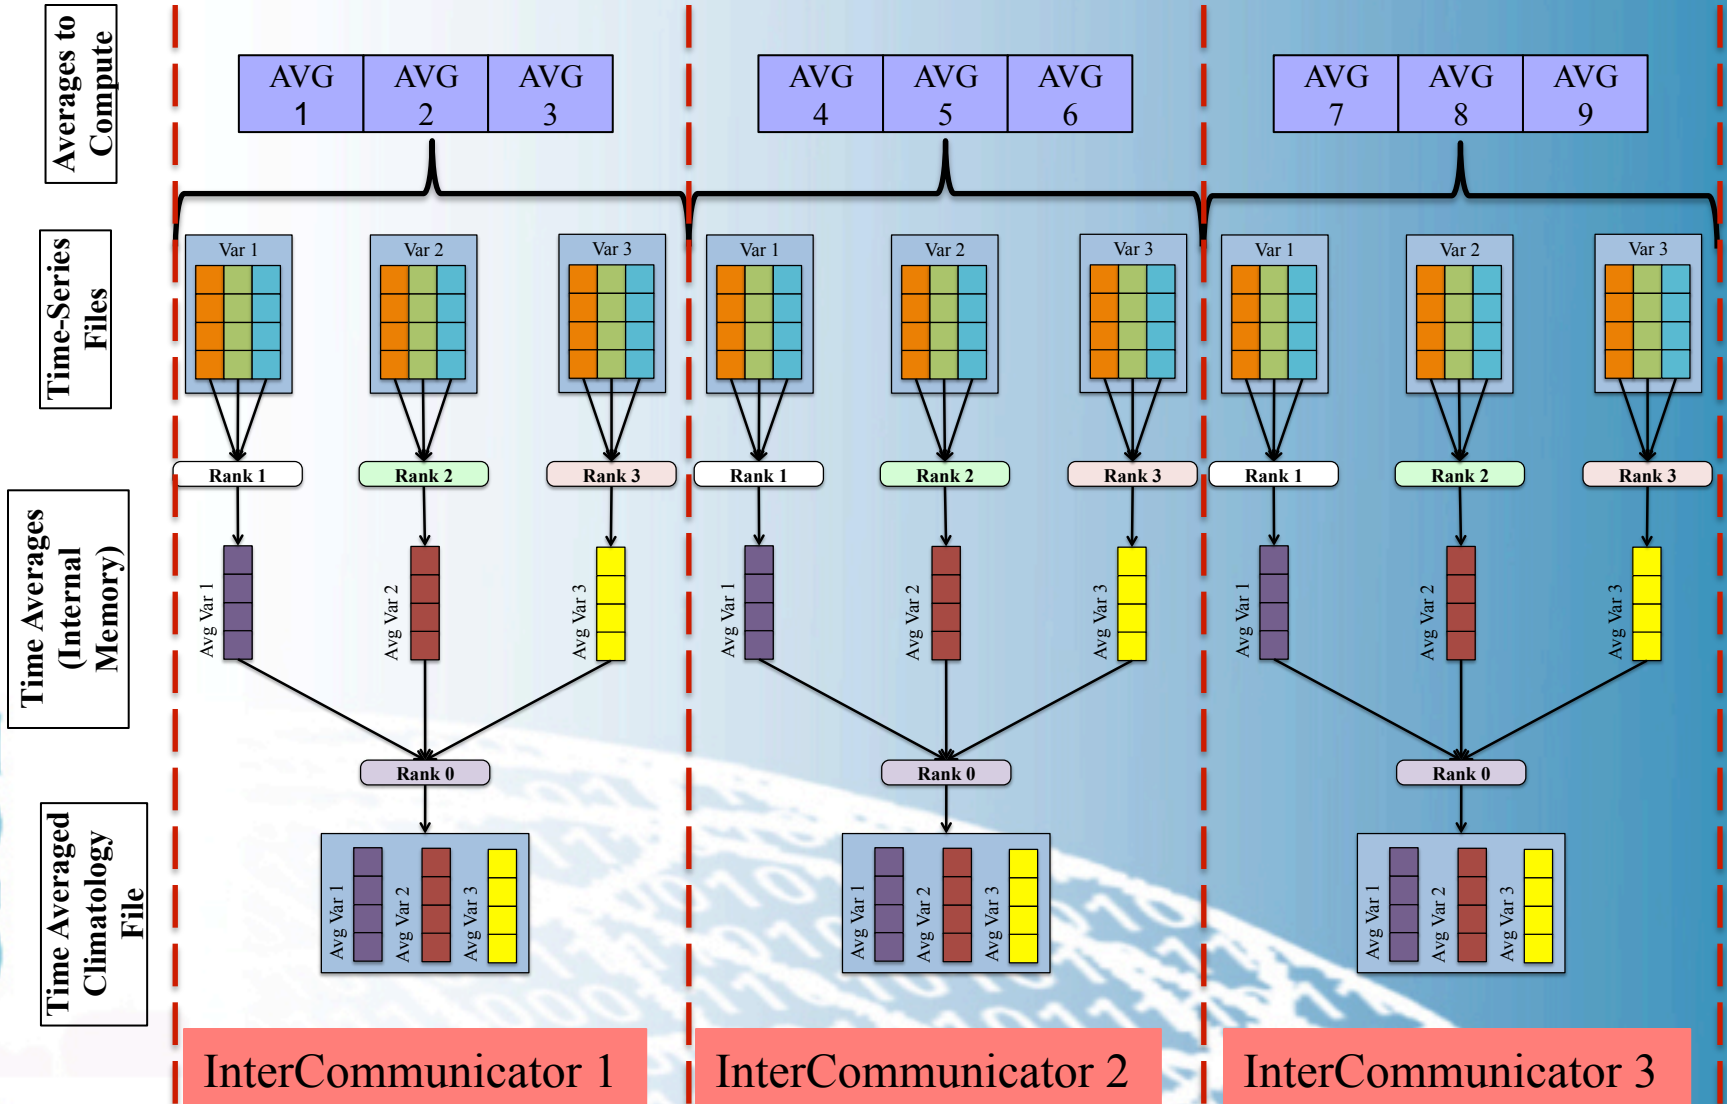 Averages to
Compute
AVG
1
AVG
2
AVG
3
AVG
4
AVG
5
AVG
6
AVG
7
AVG
8
AVG
9
Time-Series
Files
Var 1
Var 2
Var 3
Var 1
Var 2
Var 3
Var 1
Var 2
Var 3
Rank 1
Rank 2
Rank 3
Rank 1
Rank 2
Rank 3
Rank 1
Rank 2
Rank 3
Time Averages
(Internal
Memory)
Avg Var 1
Avg Var 2
Avg Var 3
Avg Var 1
Avg Var 2
Avg Var 3
Avg Var 1
Avg Var 2
Avg Var 3
Rank 0
Rank 0
Rank 0
Time Averaged
Climatology
File
Avg Var 1
Avg Var 2
Avg Var 3
Avg Var 1
Avg Var 2
Avg Var 3
Avg Var 1
Avg Var 2
Avg Var 3
InterCommunicator 1
InterCommunicator 2
InterCommunicator 3